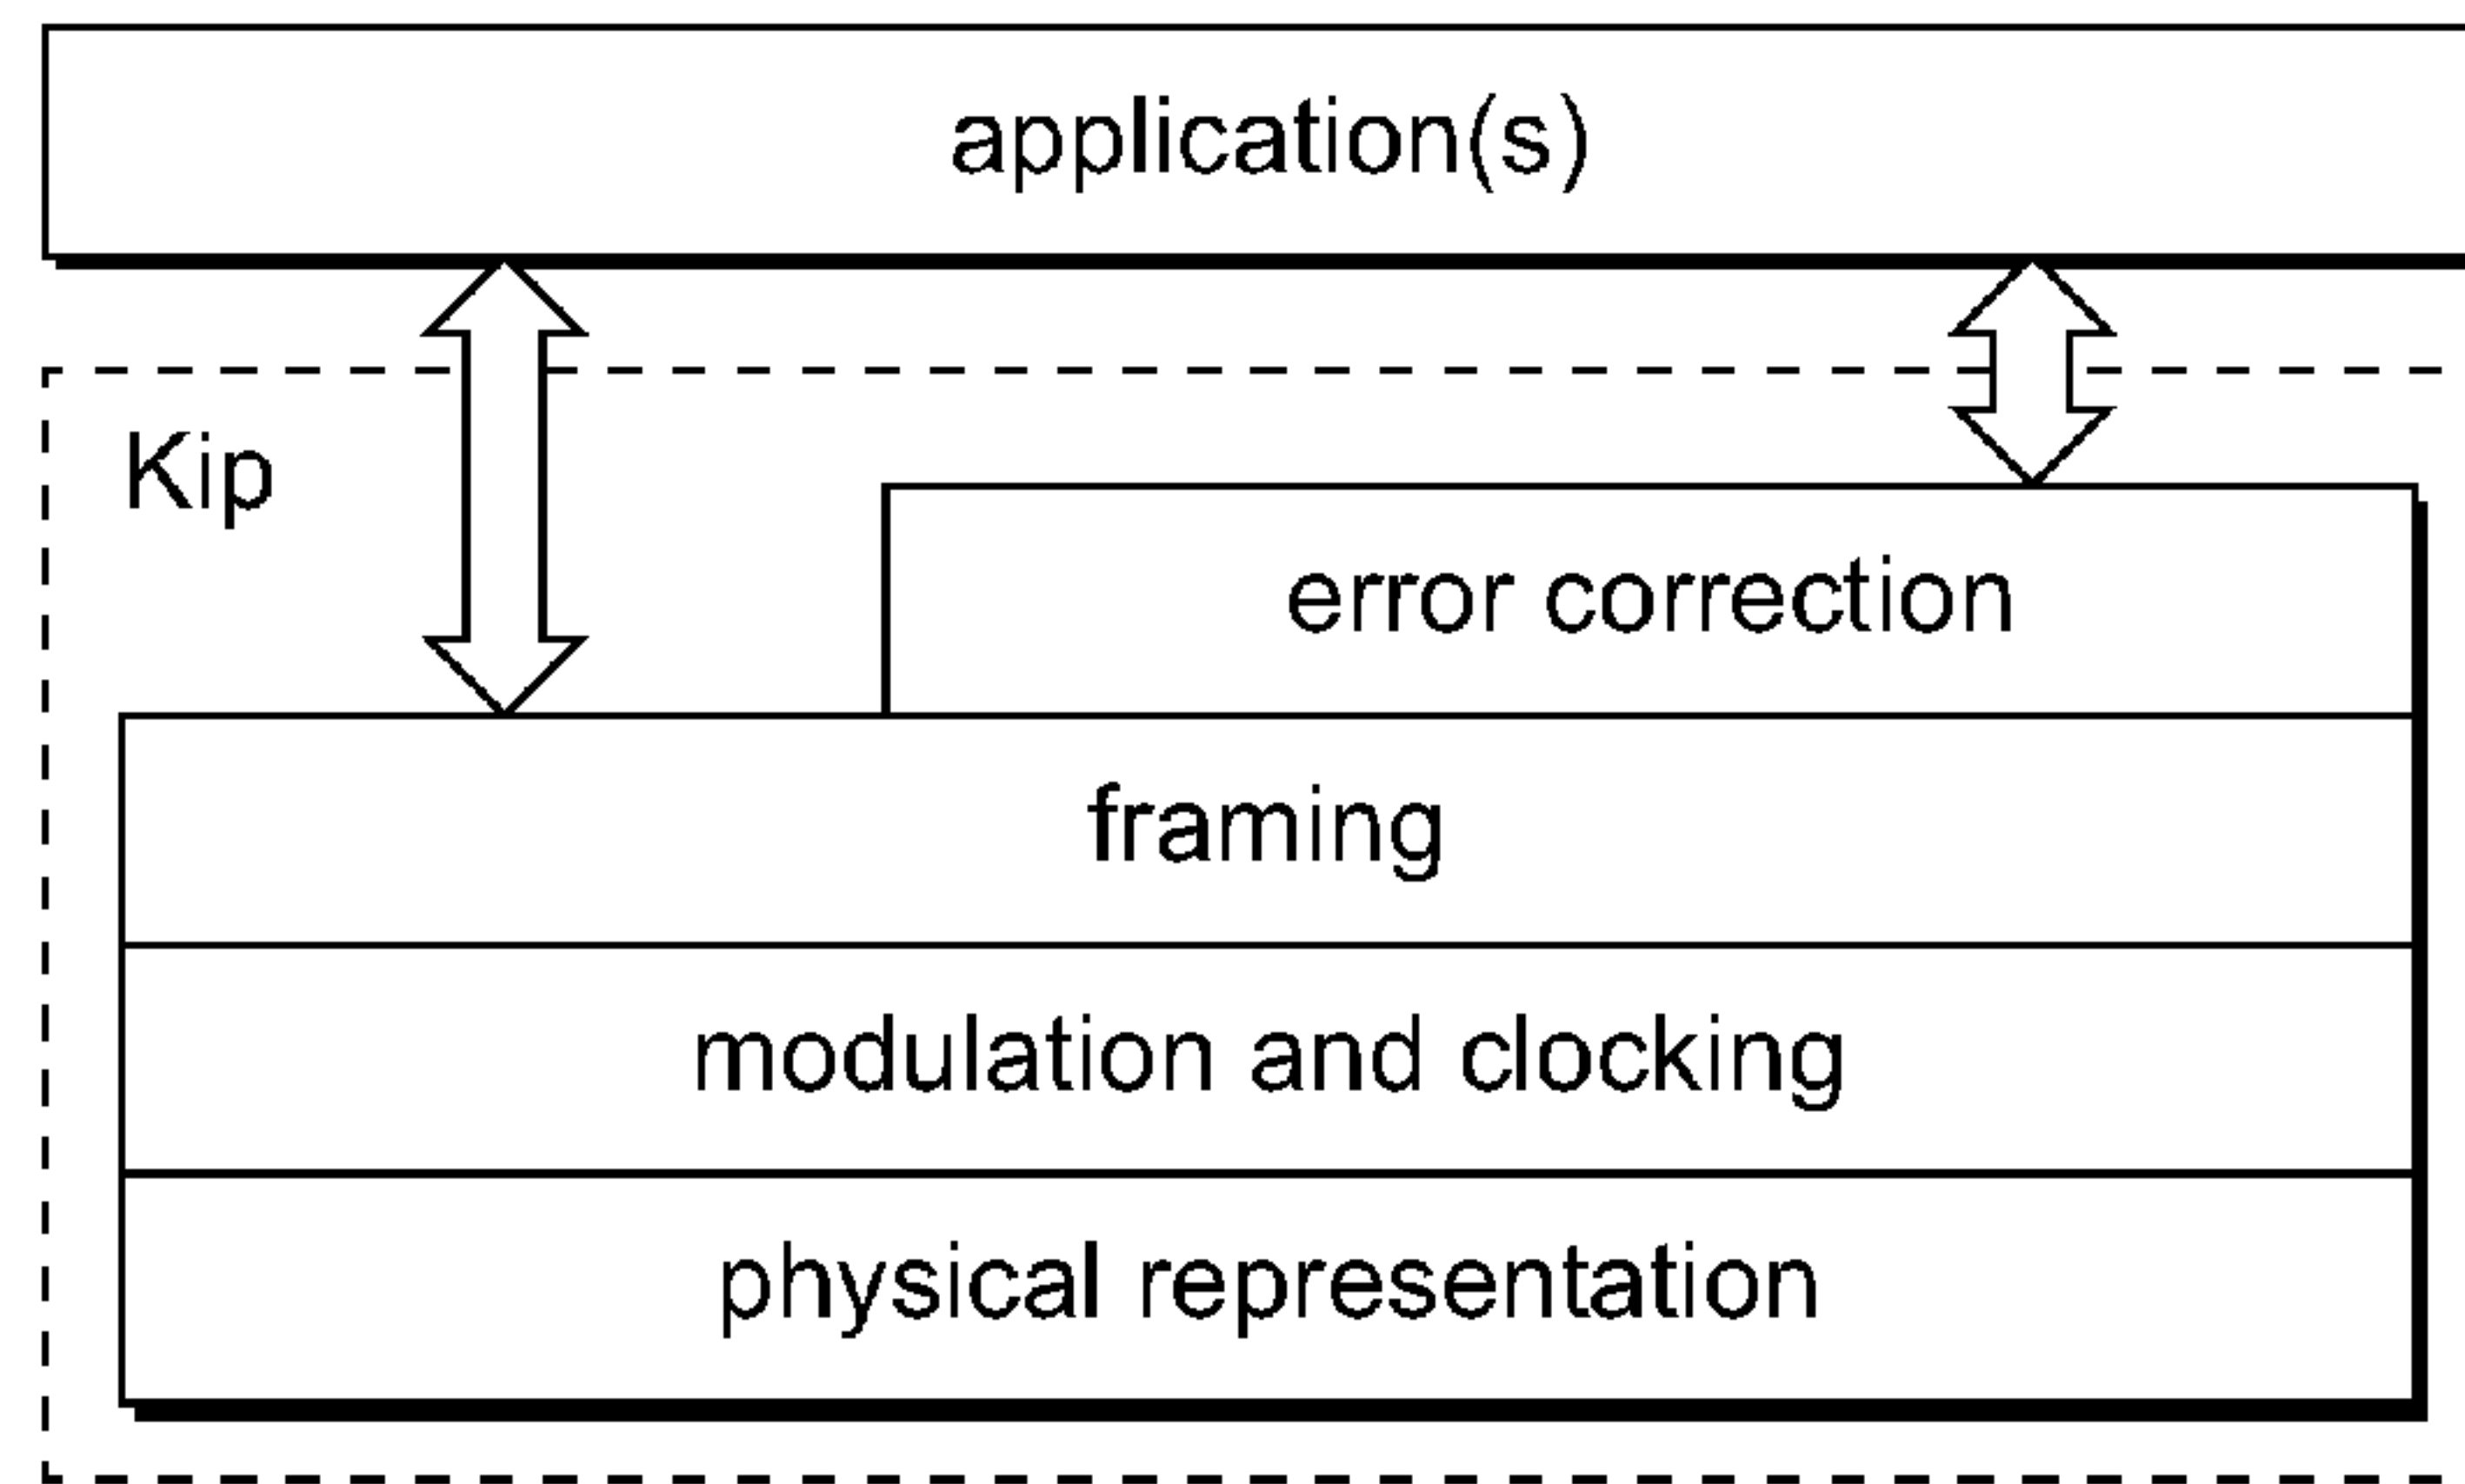 application(s)
Kip
error correction
framing
modulation and clocking
physical representation